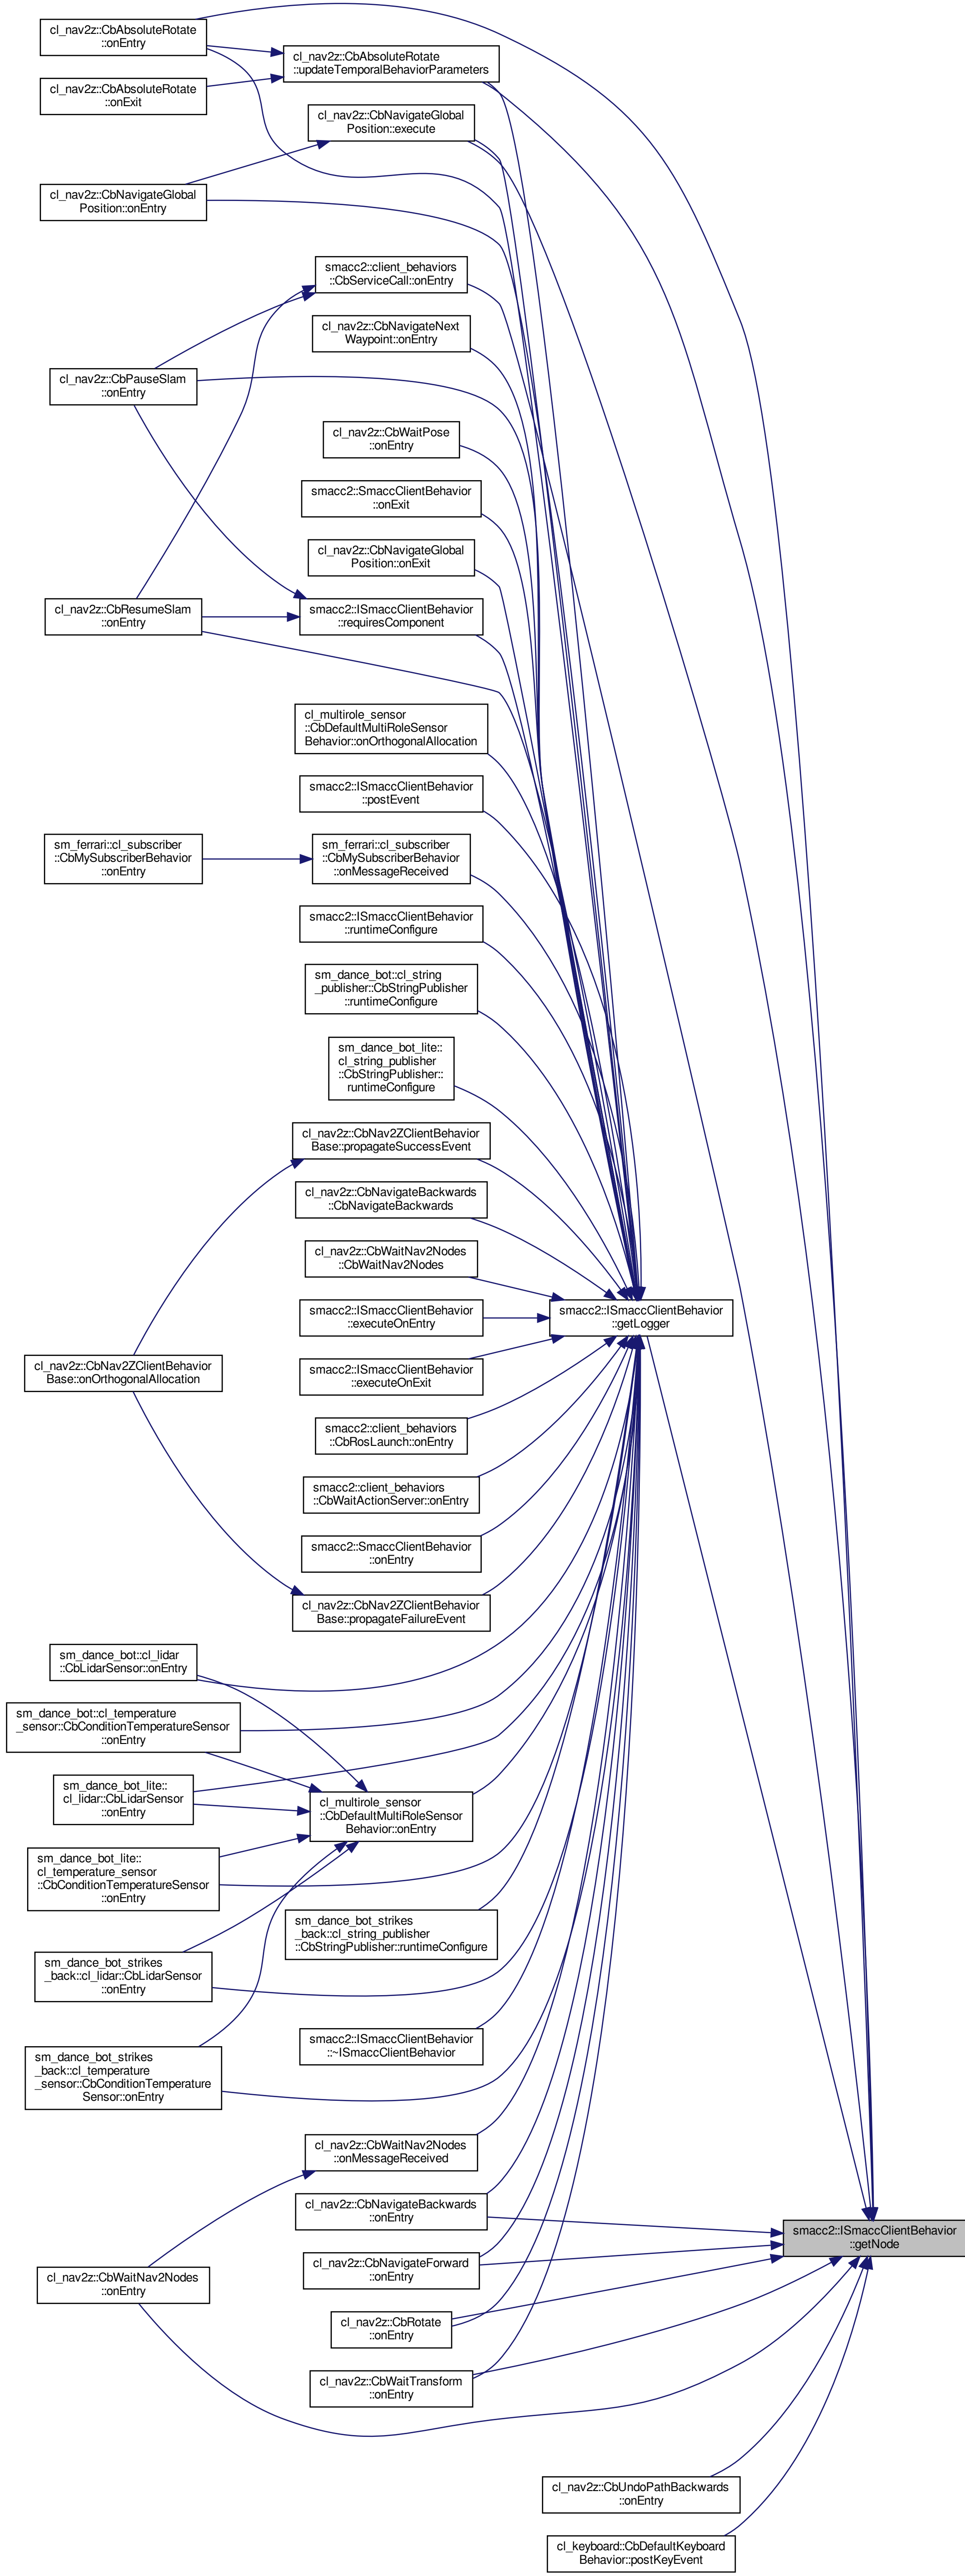 cl_nav2z::CbAbsoluteRotate
::onEntry
cl_nav2z::CbAbsoluteRotate
::updateTemporalBehaviorParameters
cl_nav2z::CbAbsoluteRotate
::onExit
cl_nav2z::CbNavigateGlobal
Position::execute
cl_nav2z::CbNavigateGlobal
Position::onEntry
smacc2::client_behaviors
::CbServiceCall::onEntry
cl_nav2z::CbNavigateNext
Waypoint::onEntry
cl_nav2z::CbPauseSlam
::onEntry
cl_nav2z::CbWaitPose
::onEntry
smacc2::SmaccClientBehavior
::onExit
cl_nav2z::CbNavigateGlobal
Position::onExit
cl_nav2z::CbResumeSlam
::onEntry
smacc2::ISmaccClientBehavior
::requiresComponent
cl_multirole_sensor
::CbDefaultMultiRoleSensor
Behavior::onOrthogonalAllocation
smacc2::ISmaccClientBehavior
::postEvent
sm_ferrari::cl_subscriber
::CbMySubscriberBehavior
::onEntry
sm_ferrari::cl_subscriber
::CbMySubscriberBehavior
::onMessageReceived
smacc2::ISmaccClientBehavior
::runtimeConfigure
sm_dance_bot::cl_string
_publisher::CbStringPublisher
::runtimeConfigure
sm_dance_bot_lite::
cl_string_publisher
::CbStringPublisher::
runtimeConfigure
cl_nav2z::CbNav2ZClientBehavior
Base::propagateSuccessEvent
cl_nav2z::CbNavigateBackwards
::CbNavigateBackwards
cl_nav2z::CbWaitNav2Nodes
::CbWaitNav2Nodes
smacc2::ISmaccClientBehavior
::executeOnEntry
smacc2::ISmaccClientBehavior
::getLogger
cl_nav2z::CbNav2ZClientBehavior
Base::onOrthogonalAllocation
smacc2::ISmaccClientBehavior
::executeOnExit
smacc2::client_behaviors
::CbRosLaunch::onEntry
smacc2::client_behaviors
::CbWaitActionServer::onEntry
smacc2::SmaccClientBehavior
::onEntry
cl_nav2z::CbNav2ZClientBehavior
Base::propagateFailureEvent
sm_dance_bot::cl_lidar
::CbLidarSensor::onEntry
sm_dance_bot::cl_temperature
_sensor::CbConditionTemperatureSensor
::onEntry
sm_dance_bot_lite::
cl_lidar::CbLidarSensor
::onEntry
cl_multirole_sensor
::CbDefaultMultiRoleSensor
Behavior::onEntry
sm_dance_bot_lite::
cl_temperature_sensor
::CbConditionTemperatureSensor
::onEntry
sm_dance_bot_strikes
_back::cl_string_publisher
::CbStringPublisher::runtimeConfigure
sm_dance_bot_strikes
_back::cl_lidar::CbLidarSensor
::onEntry
smacc2::ISmaccClientBehavior
::~ISmaccClientBehavior
sm_dance_bot_strikes
_back::cl_temperature
_sensor::CbConditionTemperature
Sensor::onEntry
cl_nav2z::CbWaitNav2Nodes
::onMessageReceived
cl_nav2z::CbNavigateBackwards
::onEntry
smacc2::ISmaccClientBehavior
::getNode
cl_nav2z::CbNavigateForward
::onEntry
cl_nav2z::CbWaitNav2Nodes
::onEntry
cl_nav2z::CbRotate
::onEntry
cl_nav2z::CbWaitTransform
::onEntry
cl_nav2z::CbUndoPathBackwards
::onEntry
cl_keyboard::CbDefaultKeyboard
Behavior::postKeyEvent